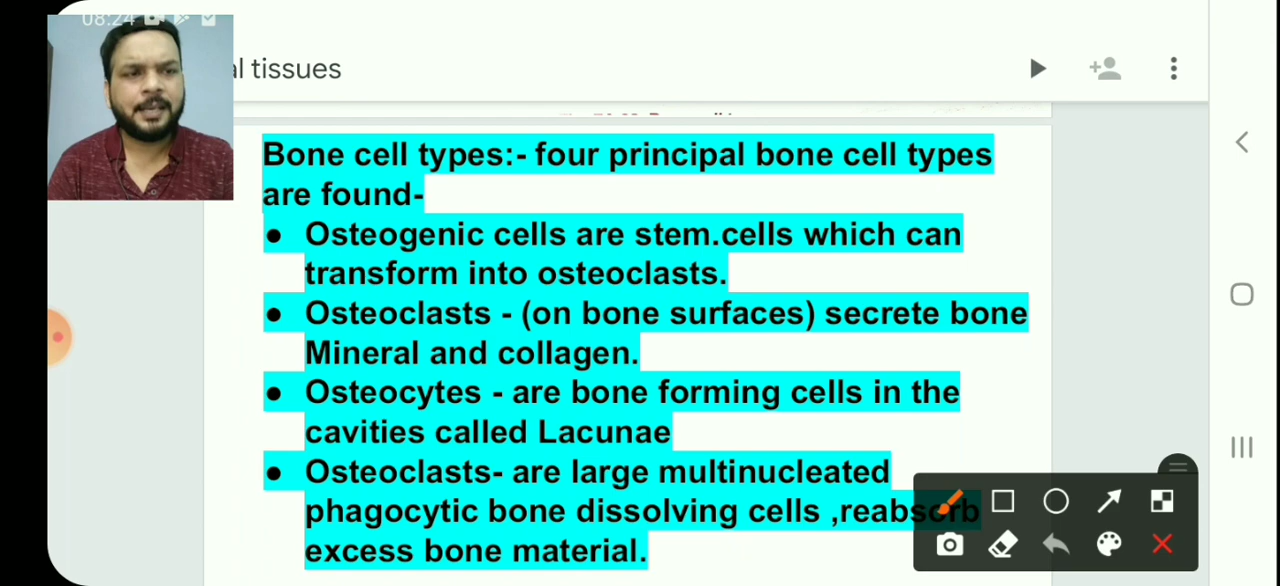 08:24
al tissues
Bone cell types:- four principal bone cell types
are found-
● Osteogenic cells are stem.cells which can
transform into osteoclasts.
● Osteoclasts - (on bone surfaces) secrete bone
Mineral and collagen.
● Osteocytes - are bone forming cells in the
cavities called Lacunae
● Osteoclasts- are large multinucleated
phagocytic bone dissolving cells ,reabsorb
excess bone material.